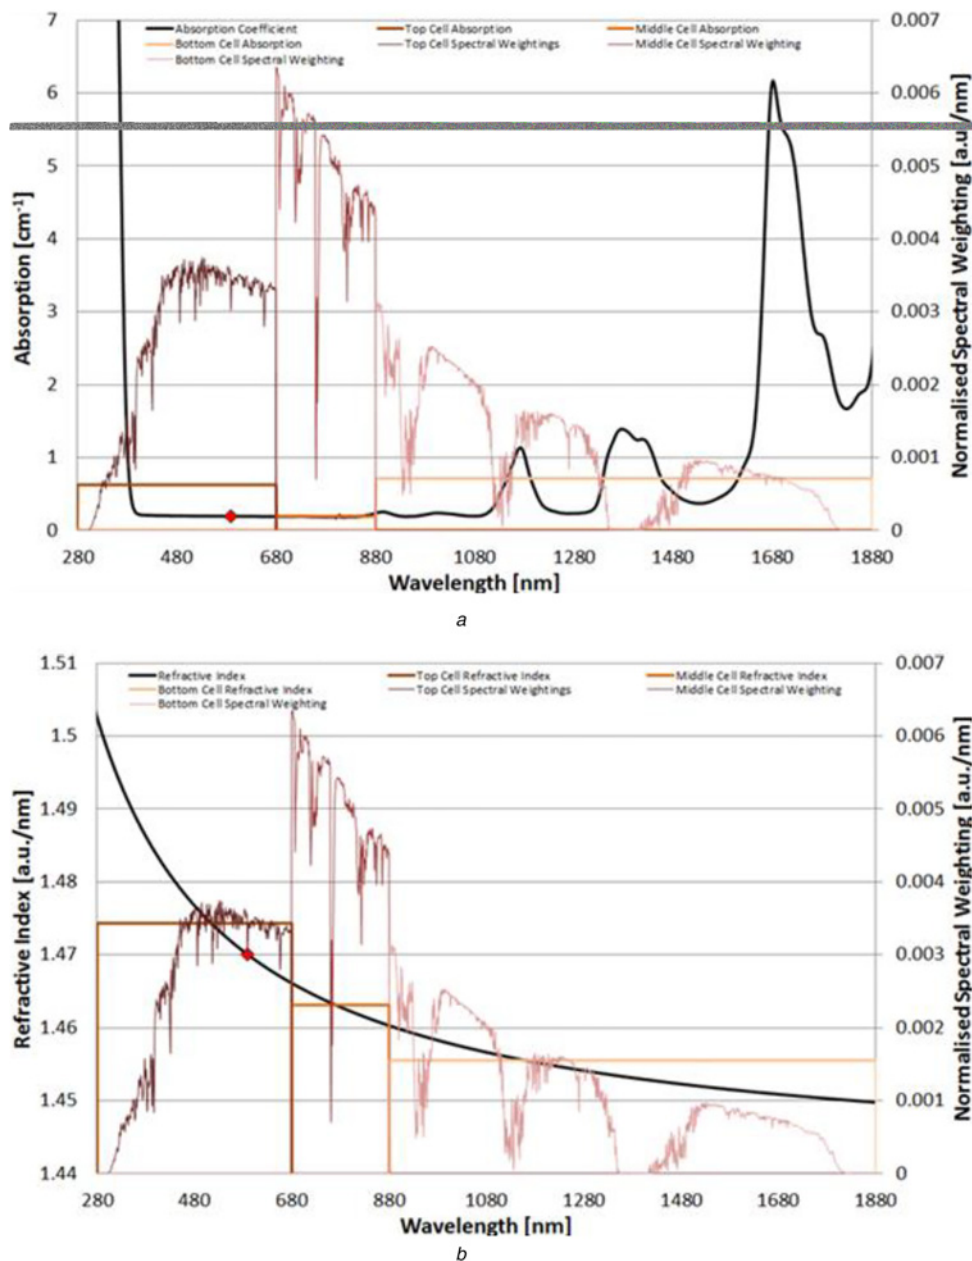 7 0.007
Absorption Coefficient Top Cell Absorption Middle Cell Absorption
Bottom Cell Absorption Top Cell Spectral Weightings Middle Cell Spectral Weighting
Bottom Cell Spectral Weighting
6 0.006
5 0.005
4 0.004
3 0.003
2 0.002
1 0.001
0 0
Absorption [cm-1]
Normalised Spectral Weighting [a.u./nm]
280 480 680 880 1080 1280 1480 1680 1880
Wavelength [nm]
a
1.51 0.007
Refractive Index Top Cell Refractive Index Middle Cell Refractive Index
Bottom Cell Refractive Index Top Cell Spectral Weightings Middle Cell Spectral Weighting
Bottom Cell Spectral Weighting
1.5 0.006
1.49 0.005
1.48 0.004
1.47 0.003
1.46 0.002
1.45 0.001
1.44 0
Refractive Index [a.u./nm]
Normalised Spectral Weighting [a.u./nm]
280 480 680 880 1080 1280 1480 1680 1880
Wavelength [nm]
b